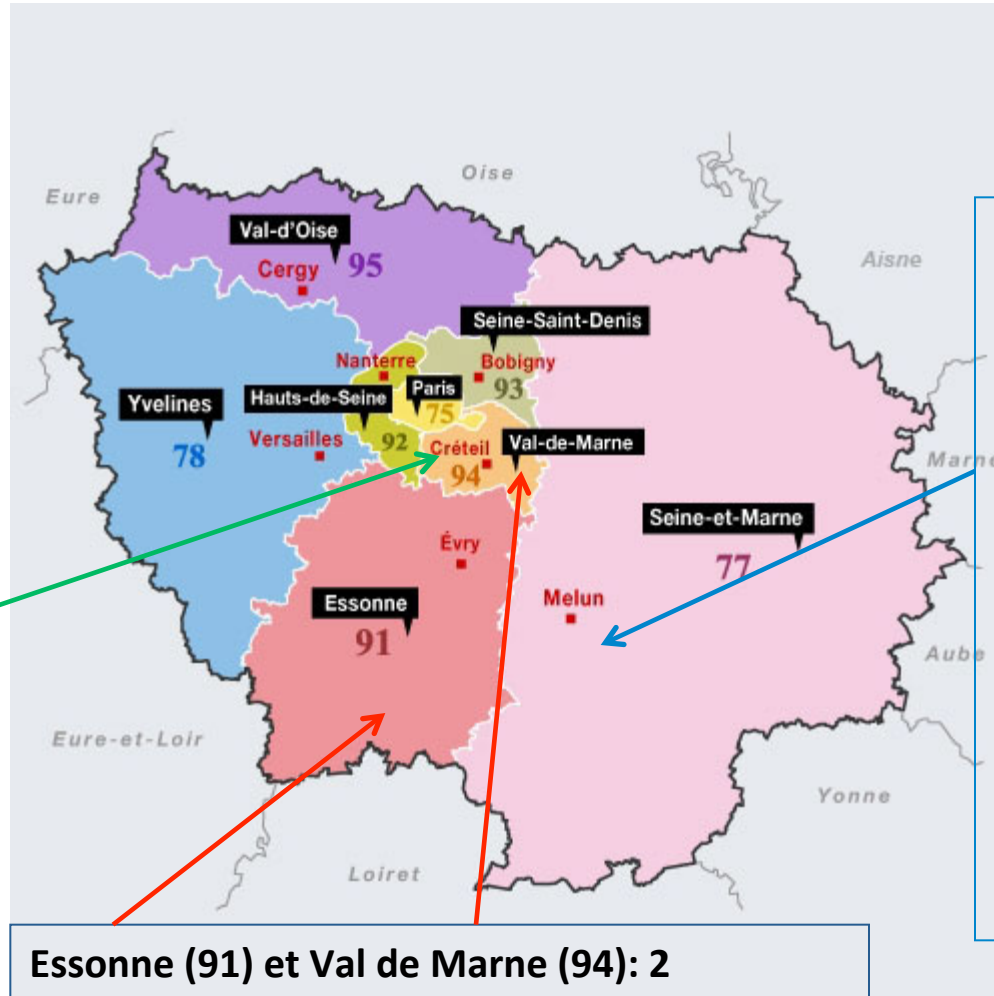 Oise
Eure
Val-d'Oise
Cergy
95
Aisne
Seine-Saint-Denis
Nanterre
Bobigny
93
Paris
75
Hauts-de-Seine
92
Yvelines
78
Versailles
Créteil
94
Val-de-Marne
Marne
Seine-et-Marne
77
Évry
Melun
Essonne
91
Aube
Eure-et-Loir
Yonne
Loiret
Essonne (91) et Val de Marne (94): 2